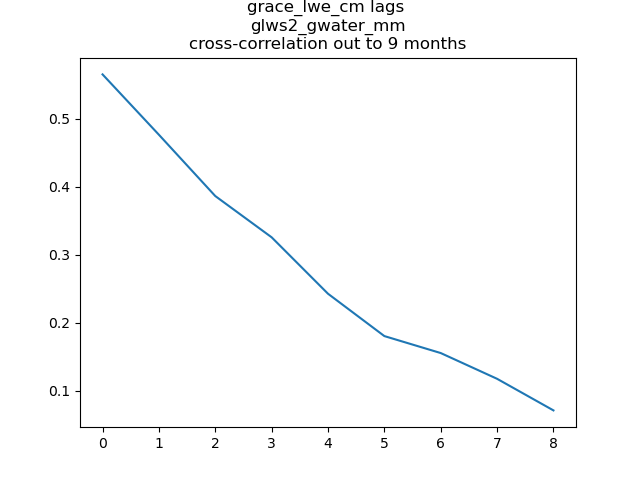 grace_lwe_cm lags
glws2_gwater_mm
cross-correlation out to 9 months
0.5
0.4
0.3
0.2
0.1
0 1 2 3 4 5 6 7 8